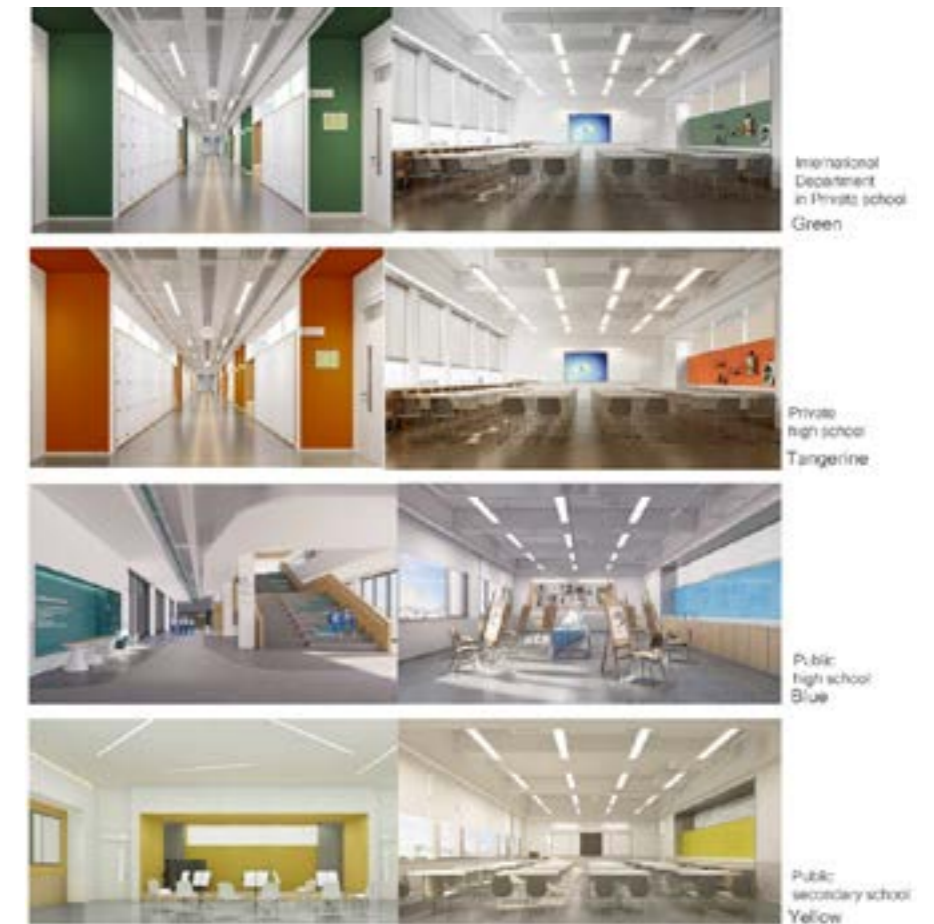 International
Department
in Private school
Green
Private
high school
Tangerine
Public
high school
Blue
Public
secondary school
Yellow